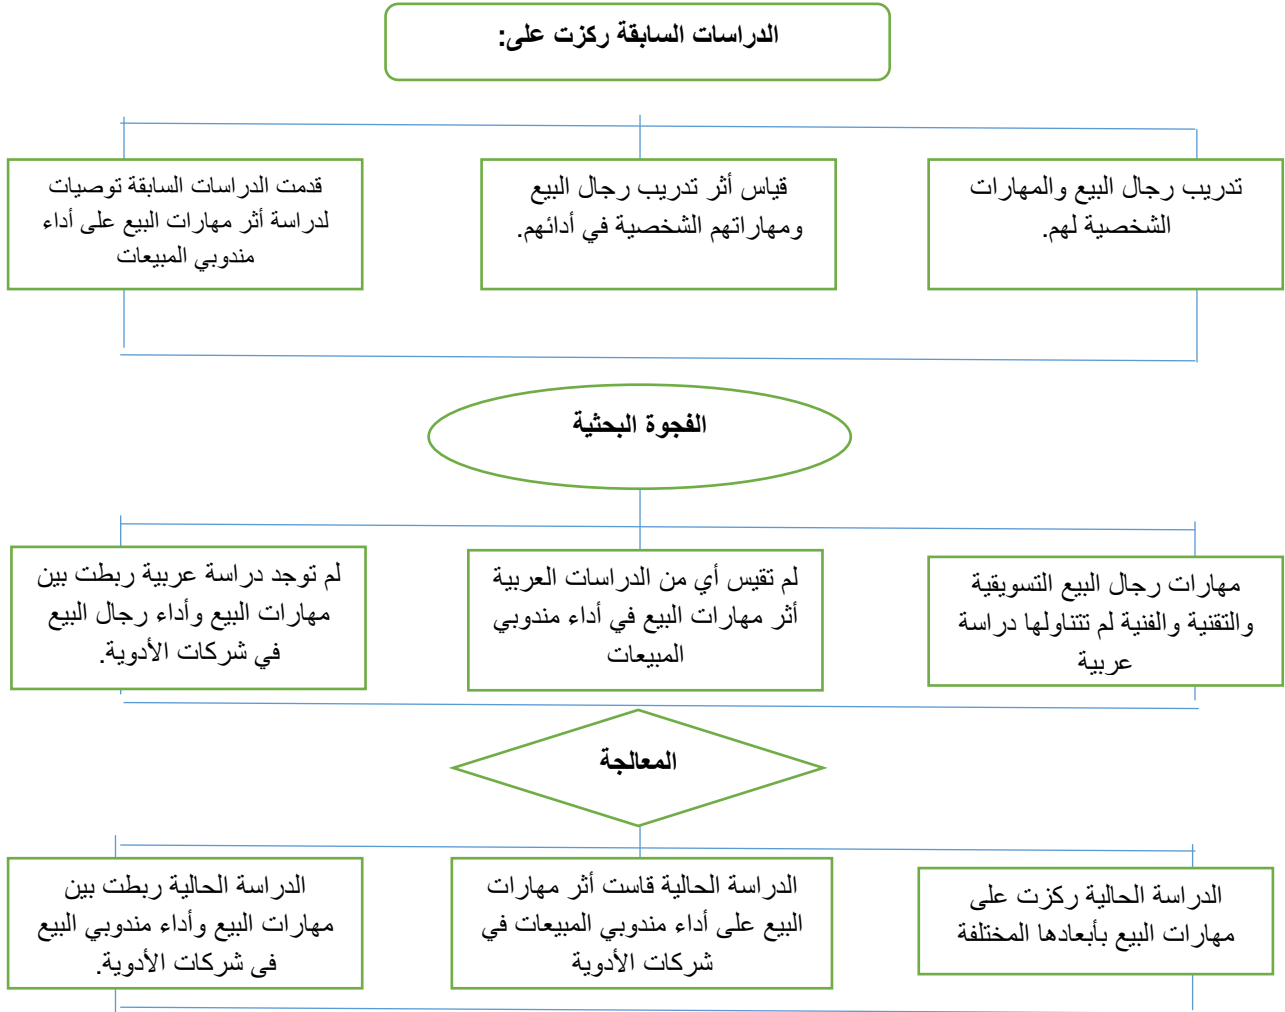 الدراسات السابقة ركزت على:
تدريب رجال البيع والمهارات
الشخصية لهم.
قياس أثر تدريب رجال البيع
ومهاراتهم الشخصية في أدائهم.
قدمت الدراسات السابقة توصيات
لدراسة أثر مهارات البيع على أداء
مندوبي المبيعات
الفجوة البحثية
مهارات رجال البيع التسويقية
والتقنية والفنية لم تتناولها دراسة
عربية
لم تقيس أي من الدراسات العربية
أثر مهارات البيع في أداء مندوبي
المبيعات
لم توجد دراسة عربية ربطت بين
مهارات البيع وأداء رجال البيع
في شركات الأدوية.
المعالجة
الدراسة الحالية ركزت على
مهارات البيع بأبعادها المختلفة
الدراسة الحالية قاست أثر مهارات
البيع على أداء مندوبي المبيعات في
شركات الأدوية
الدراسة الحالية ربطت بين
مهارات البيع وأداء مندوبي البيع
في شركات الأدوية.